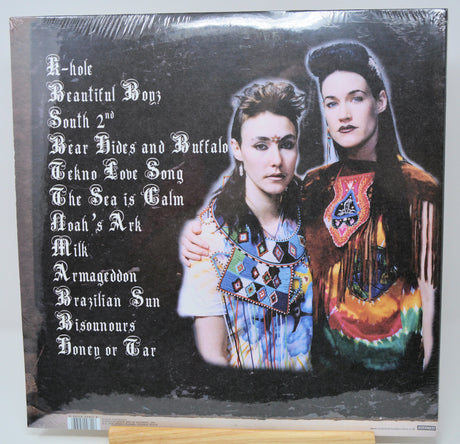 K-hole
Beautiful Boyz
South 2nd
Bear Hides and Buffalo
Tekno Love Song
The Sea is Calm
Noah's Ark
Milk
Armageddon
Brazilian Sun
Bisounours
Honey or Tar